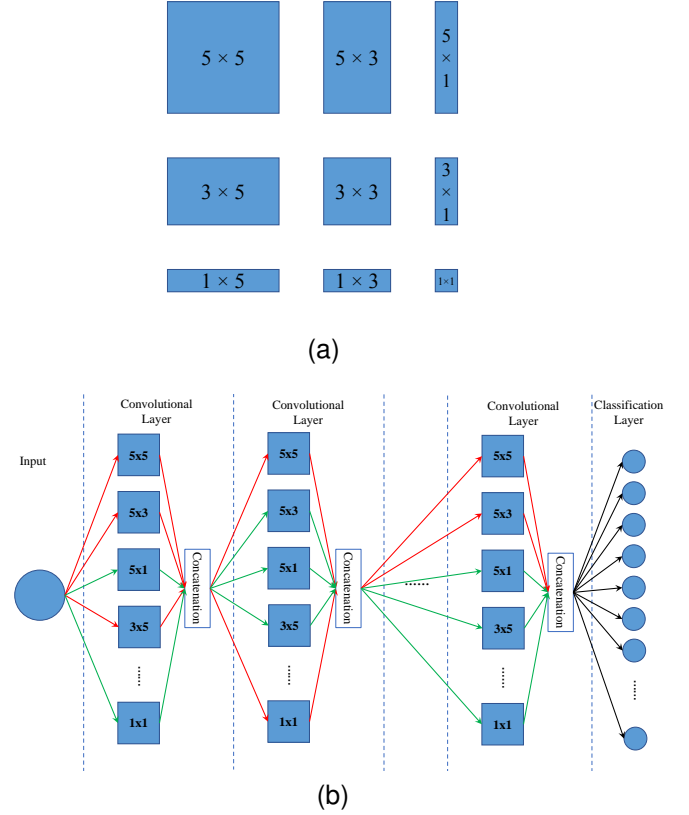 5 × 5
5 × 3
5 × 1
3 × 5
3 × 3
3 × 1
1 × 5
1 × 3
1×1
(a)
Input
Convolutional
Layer
5x5
5x3
5x1
3x5
......
1x1
Concatenation
Convolutional
Layer
5x5
5x3
5x1
3x5
......
1x1
Concatenation
......
Convolutional
Layer
5x5
5x3
5x1
3x5
......
1x1
Concatenation
Classification
Layer
......
(b)